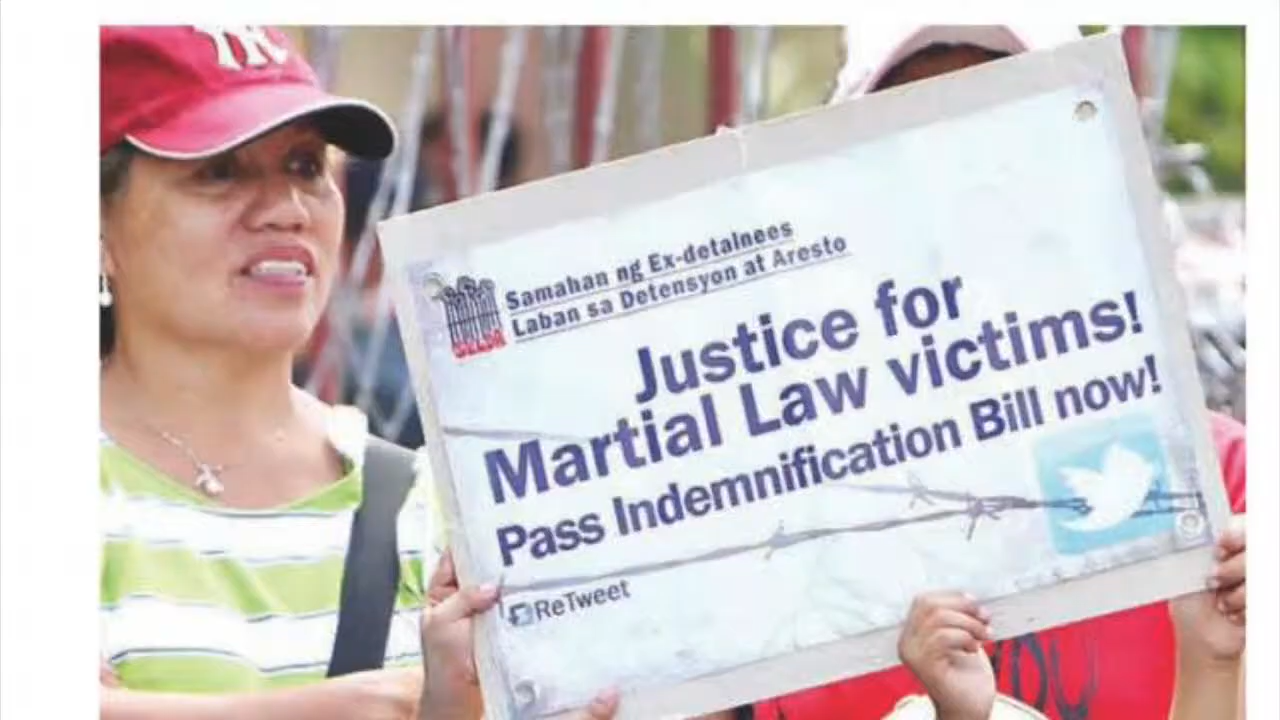 NY
Samahan ng Ex-detainees
Laban sa Detensyon at Aresto
SELDA
Justice for
Martial Law victims!
Pass Indemnification Bill now!
ReTweet